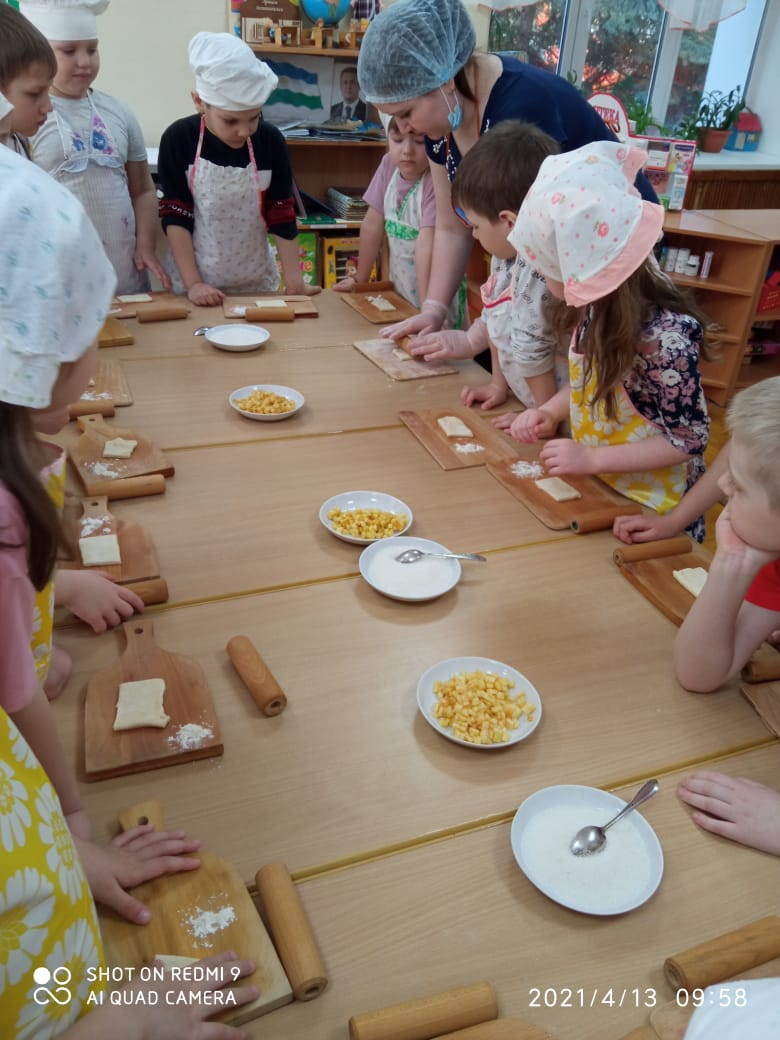 SHOT ON REDMI 9
AI QUAD CAMERA
2021/4/13 09:58